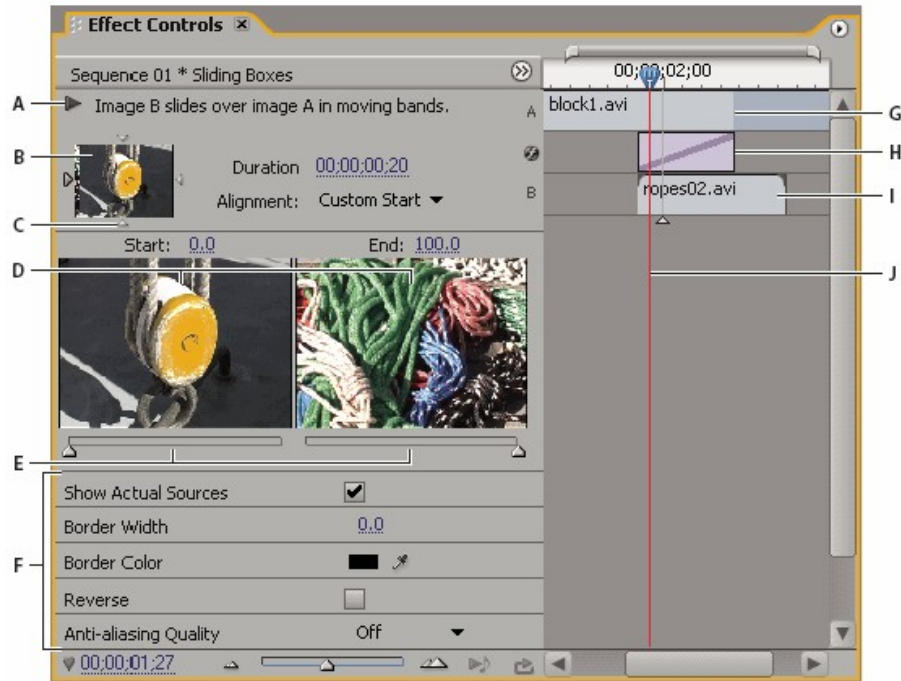 Effect Controls
Sequence 01 * Sliding Boxes
00;00;02;00
A
Image B slides over image A in moving bands.
A
block1.avi
G
B
Duration 00;00;00;20
H
Alignment: Custom Start
B
ropes02.avi
I
C
Start: 0.0
End: 100.0
D
J
E
Show Actual Sources
Border Width 0.0
F
Border Color
Reverse
Anti-aliasing Quality Off
00;00;01;27